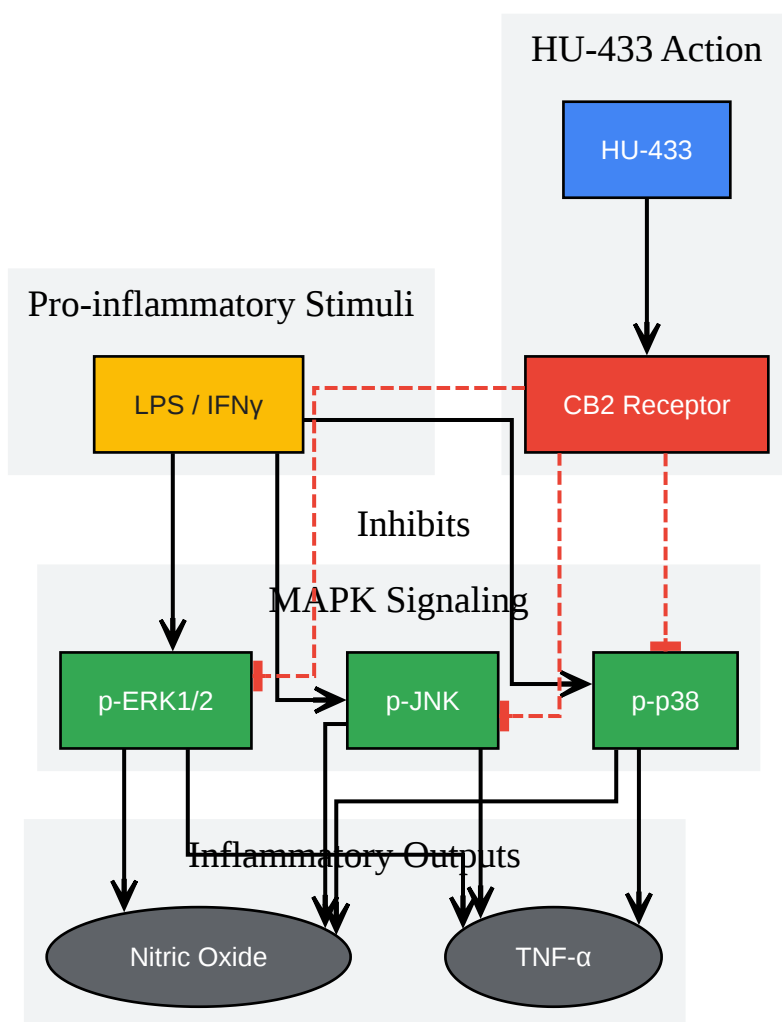 HU-433 Action
HU-433
Pro-inflammatory Stimuli
LPS / IFNγ
CB2 Receptor
Inhibits
MAPK Signaling
p-ERK1/2
p-JNK
p-p38
Inflammatory Outputs
Nitric Oxide
TNF-α